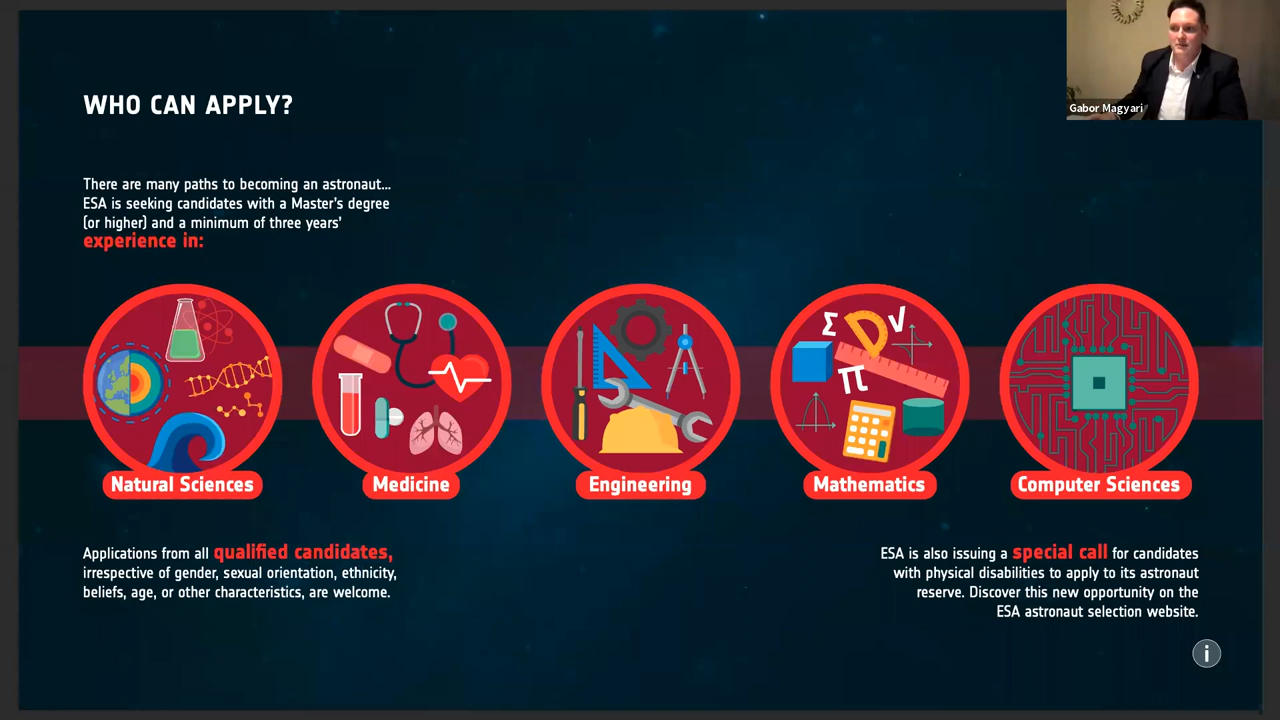 Gabor Magyari
WHO CAN APPLY?
There are many paths to becoming an astronaut...
ESA is seeking candidates with a Master's degree
(or higher) and a minimum of three years'
experience in:
Σ
√
π
Natural Sciences
Medicine
Engineering
Mathematics
Computer Sciences
Applications from all qualified candidates,
irrespective of gender, sexual orientation, ethnicity,
beliefs, age, or other characteristics, are welcome.
ESA is also issuing a special call for candidates
with physical disabilities to apply to its astronaut
reserve. Discover this new opportunity on the
ESA astronaut selection website.
i